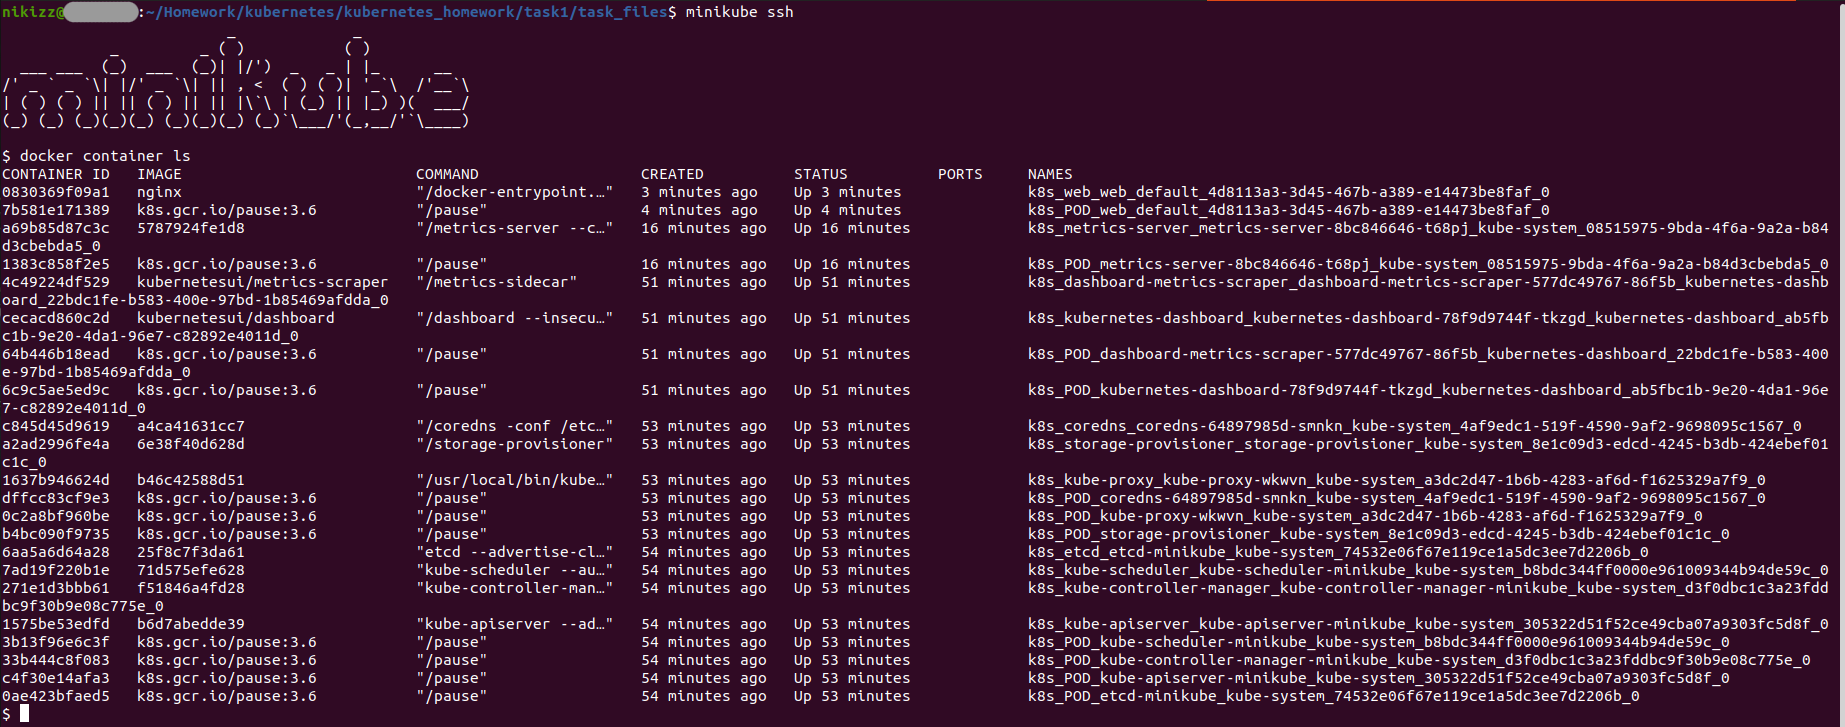 nikizz@ :~/Homework/kubernetes/kubernetes_homework/task1/task_files$ minikube ssh
                         _             _
            _         _ ( )           ( )
  ___ ___  (_)  ___  (_)| |/')  _   _ | |_      __
/' _ ` _ `\| |/' _ `\| || , <  ( ) ( )| '_`\  /'__`\
| ( ) ( ) || || ( ) || || |\`\ | (_) || |_) )(  ___/
(_) (_) (_)(_)(_) (_)(_)(_) (_)`\___/'(_,__/'`\____)
$ docker container ls
CONTAINER ID   IMAGE                          COMMAND                  CREATED          STATUS          PORTS     NAMES
0830369f09a1   nginx                          "/docker-entrypoint.…"   3 minutes ago    Up 3 minutes              k8s_web_web_default_4d8113a3-3d45-467b-a389-e14473be8faf_0
7b581e171389   k8s.gcr.io/pause:3.6           "/pause"                 4 minutes ago    Up 4 minutes              k8s_POD_web_default_4d8113a3-3d45-467b-a389-e14473be8faf_0
a69b85d87c3c   5787924fe1d8                   "/metrics-server --c…"   16 minutes ago   Up 16 minutes             k8s_metrics-server_metrics-server-8bc846646-t68pj_kube-system_08515975-9bda-4f6a-9a2a-b84
d3cbebda5_0
1383c858f2e5   k8s.gcr.io/pause:3.6           "/pause"                 16 minutes ago   Up 16 minutes             k8s_POD_metrics-server-8bc846646-t68pj_kube-system_08515975-9bda-4f6a-9a2a-b84d3cbebda5_0
4c49224df529   kubernetesui/metrics-scraper   "/metrics-sidecar"       51 minutes ago   Up 51 minutes             k8s_dashboard-metrics-scraper_dashboard-metrics-scraper-577dc49767-86f5b_kubernetes-dashb
oard_22bdc1fe-b583-400e-97bd-1b85469afdda_0
cecacd860c2d   kubernetesui/dashboard         "/dashboard --insecu…"   51 minutes ago   Up 51 minutes             k8s_kubernetes-dashboard_kubernetes-dashboard-78f9d9744f-tkzgd_kubernetes-dashboard_ab5fb
c1b-9e20-4da1-96e7-c82892e4011d_0
64b446b18ead   k8s.gcr.io/pause:3.6           "/pause"                 51 minutes ago   Up 51 minutes             k8s_POD_dashboard-metrics-scraper-577dc49767-86f5b_kubernetes-dashboard_22bdc1fe-b583-400
e-97bd-1b85469afdda_0
6c9c5ae5ed9c   k8s.gcr.io/pause:3.6           "/pause"                 51 minutes ago   Up 51 minutes             k8s_POD_kubernetes-dashboard-78f9d9744f-tkzgd_kubernetes-dashboard_ab5fbc1b-9e20-4da1-96e
7-c82892e4011d_0
c845d45d9619   a4ca41631cc7                   "/coredns -conf /etc…"   53 minutes ago   Up 53 minutes             k8s_coredns_coredns-64897985d-smnkn_kube-system_4af9edc1-519f-4590-9af2-9698095c1567_0
a2ad2996fe4a   6e38f40d628d                   "/storage-provisioner"   53 minutes ago   Up 53 minutes             k8s_storage-provisioner_storage-provisioner_kube-system_8e1c09d3-edcd-4245-b3db-424ebef01
c1c_0
1637b946624d   b46c42588d51                   "/usr/local/bin/kube…"   53 minutes ago   Up 53 minutes             k8s_kube-proxy_kube-proxy-wkwvn_kube-system_a3dc2d47-1b6b-4283-af6d-f1625329a7f9_0
dffcc83cf9e3   k8s.gcr.io/pause:3.6           "/pause"                 53 minutes ago   Up 53 minutes             k8s_POD_coredns-64897985d-smnkn_kube-system_4af9edc1-519f-4590-9af2-9698095c1567_0
0c2a8bf960be   k8s.gcr.io/pause:3.6           "/pause"                 53 minutes ago   Up 53 minutes             k8s_POD_kube-proxy-wkwvn_kube-system_a3dc2d47-1b6b-4283-af6d-f1625329a7f9_0
b4bc090f9735   k8s.gcr.io/pause:3.6           "/pause"                 53 minutes ago   Up 53 minutes             k8s_POD_storage-provisioner_kube-system_8e1c09d3-edcd-4245-b3db-424ebef01c1c_0
6aa5a6d64a28   25f8c7f3da61                   "etcd --advertise-cl…"   54 minutes ago   Up 53 minutes             k8s_etcd_etcd-minikube_kube-system_74532e06f67e119ce1a5dc3ee7d2206b_0
7ad19f220b1e   71d575efe628                   "kube-scheduler --au…"   54 minutes ago   Up 53 minutes             k8s_kube-scheduler_kube-scheduler-minikube_kube-system_b8bdc344ff0000e961009344b94de59c_0
271e1d3bbb61   f51846a4fd28                   "kube-controller-man…"   54 minutes ago   Up 53 minutes             k8s_kube-controller-manager_kube-controller-manager-minikube_kube-system_d3f0dbc1c3a23fdd
bc9f30b9e08c775e_0
1575be53edfd   b6d7abedde39                   "kube-apiserver --ad…"   54 minutes ago   Up 53 minutes             k8s_kube-apiserver_kube-apiserver-minikube_kube-system_305322d51f52ce49cba07a9303fc5d8f_0
3b13f96e6c3f   k8s.gcr.io/pause:3.6           "/pause"                 54 minutes ago   Up 53 minutes             k8s_POD_kube-scheduler-minikube_kube-system_b8bdc344ff0000e961009344b94de59c_0
33b444c8f083   k8s.gcr.io/pause:3.6           "/pause"                 54 minutes ago   Up 53 minutes             k8s_POD_kube-controller-manager-minikube_kube-system_d3f0dbc1c3a23fddbc9f30b9e08c775e_0
c4f30e14afa3   k8s.gcr.io/pause:3.6           "/pause"                 54 minutes ago   Up 53 minutes             k8s_POD_kube-apiserver-minikube_kube-system_305322d51f52ce49cba07a9303fc5d8f_0
0ae423bfaed5   k8s.gcr.io/pause:3.6           "/pause"                 54 minutes ago   Up 53 minutes             k8s_POD_etcd-minikube_kube-system_74532e06f67e119ce1a5dc3ee7d2206b_0
$